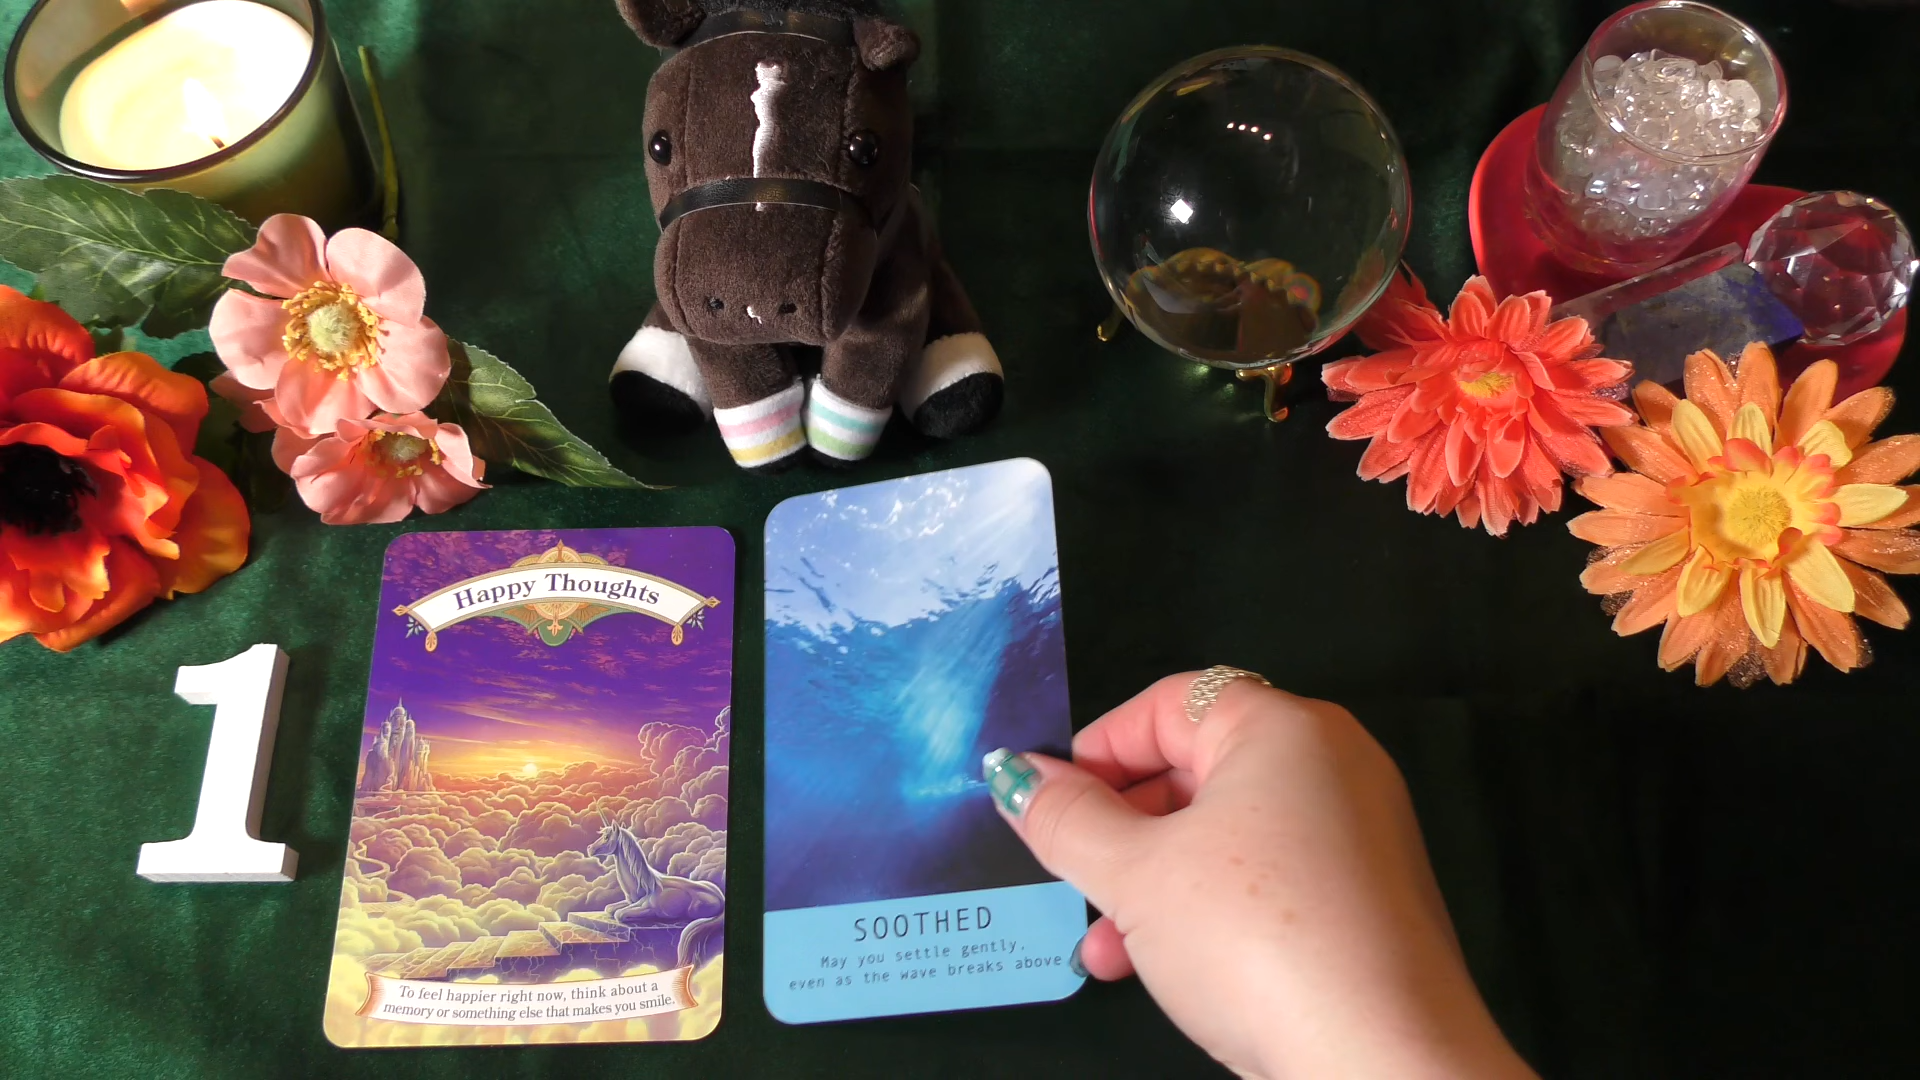 1
Happy Thoughts
To feel happier right now, think about a
memory or something else that makes you smile.
SOOTHED
May you settle gently,
even as the wave breaks above